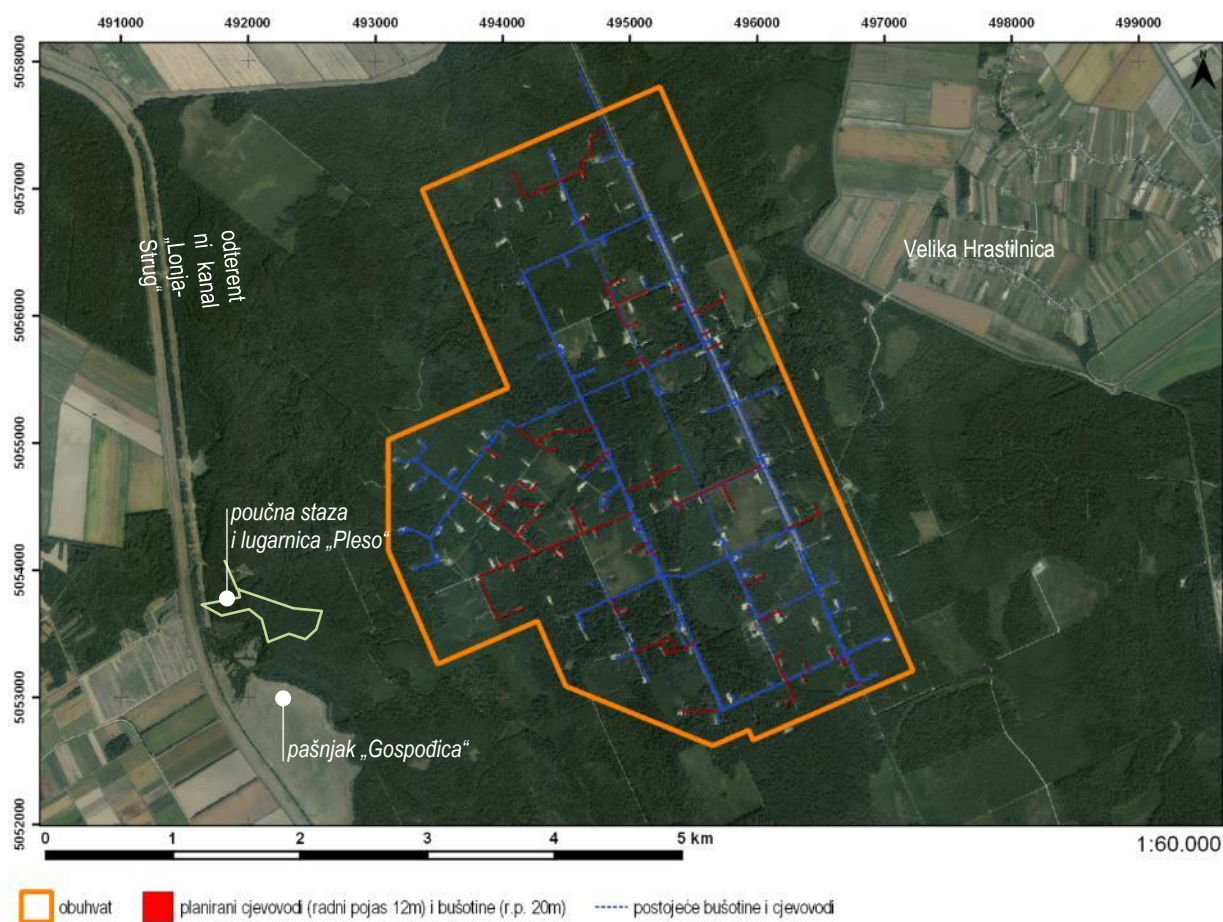 491000 492000 493000 494000 495000 496000 497000 498000 499000
5058000
5057000
5056000
5055000
5054000
5053000
5052000
N
odterent
ni kanal
„Lonja-
Strug“
Velika Hrastilnica
poučna staza
i lugarnica „Pleso“
pašnjak „Gospođica“
0 1 2 3 4 5 km
1:60.000
obuhvat planirani cjevovodi (radni pojas 12m) i bušotine (r.p. 20m) postojeće bušotine i cjevovodi